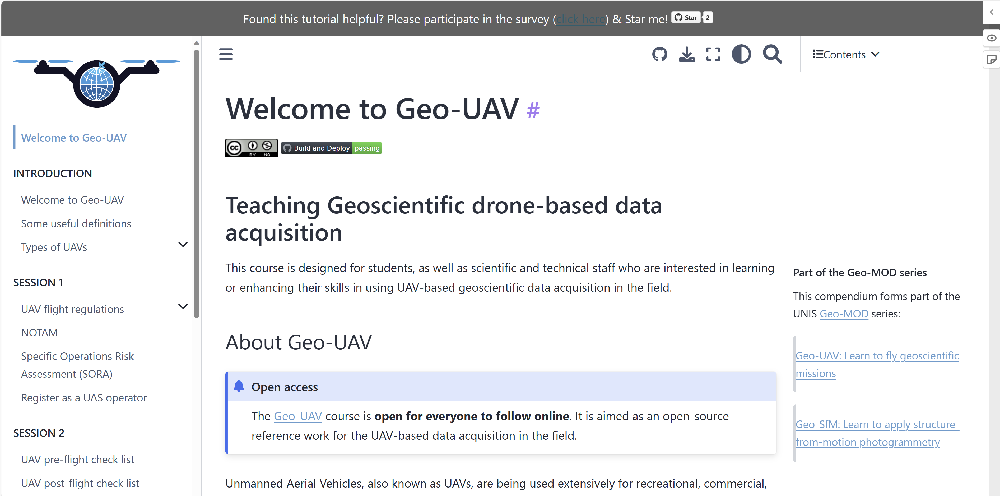 Found this tutorial helpful? Please participate in the survey (click here) & Star me! Star 2
Contents
Welcome to Geo-UAV
INTRODUCTION
Welcome to Geo-UAV
Some useful definitions
Types of UAVs
SESSION 1
UAV flight regulations
NOTAM
Specific Operations Risk
Assessment (SORA)
Register as a UAS operator
SESSION 2
UAV pre-flight check list
UAV post-flight check list
Welcome to Geo-UAV #
CC BY NC Build and Deploy passing
Teaching Geoscientific drone-based data
acquisition
This course is designed for students, as well as scientific and technical staff who are interested in learning
or enhancing their skills in using UAV-based geoscientific data acquisition in the field.
About Geo-UAV
Open access
The Geo-UAV course is open for everyone to follow online. It is aimed as an open-source
reference work for the UAV-based data acquisition in the field.
Unmanned Aerial Vehicles, also known as UAVs, are being used extensively for recreational, commercial,
Part of the Geo-MOD series
This compendium forms part of the
UNIS Geo-MOD series:
Geo-UAV: Learn to fly geoscientific
missions
Geo-SfM: Learn to apply structure-
from-motion photogrammetry